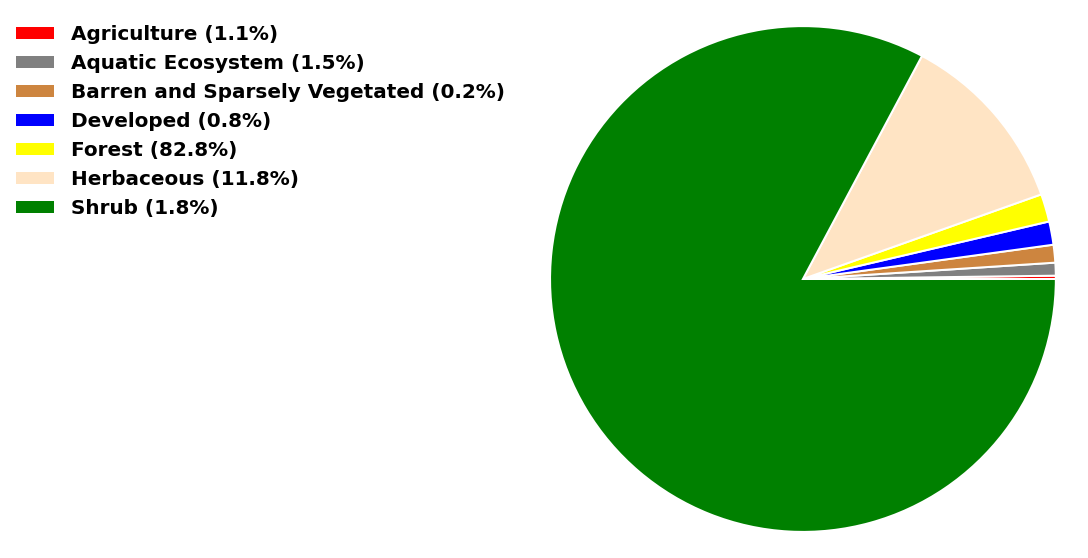 Agriculture (1.1%)
Aquatic Ecosystem (1.5%)
Barren and Sparsely Vegetated (0.2%)
Developed (0.8%)
Forest (82.8%)
Herbaceous (11.8%)
Shrub (1.8%)